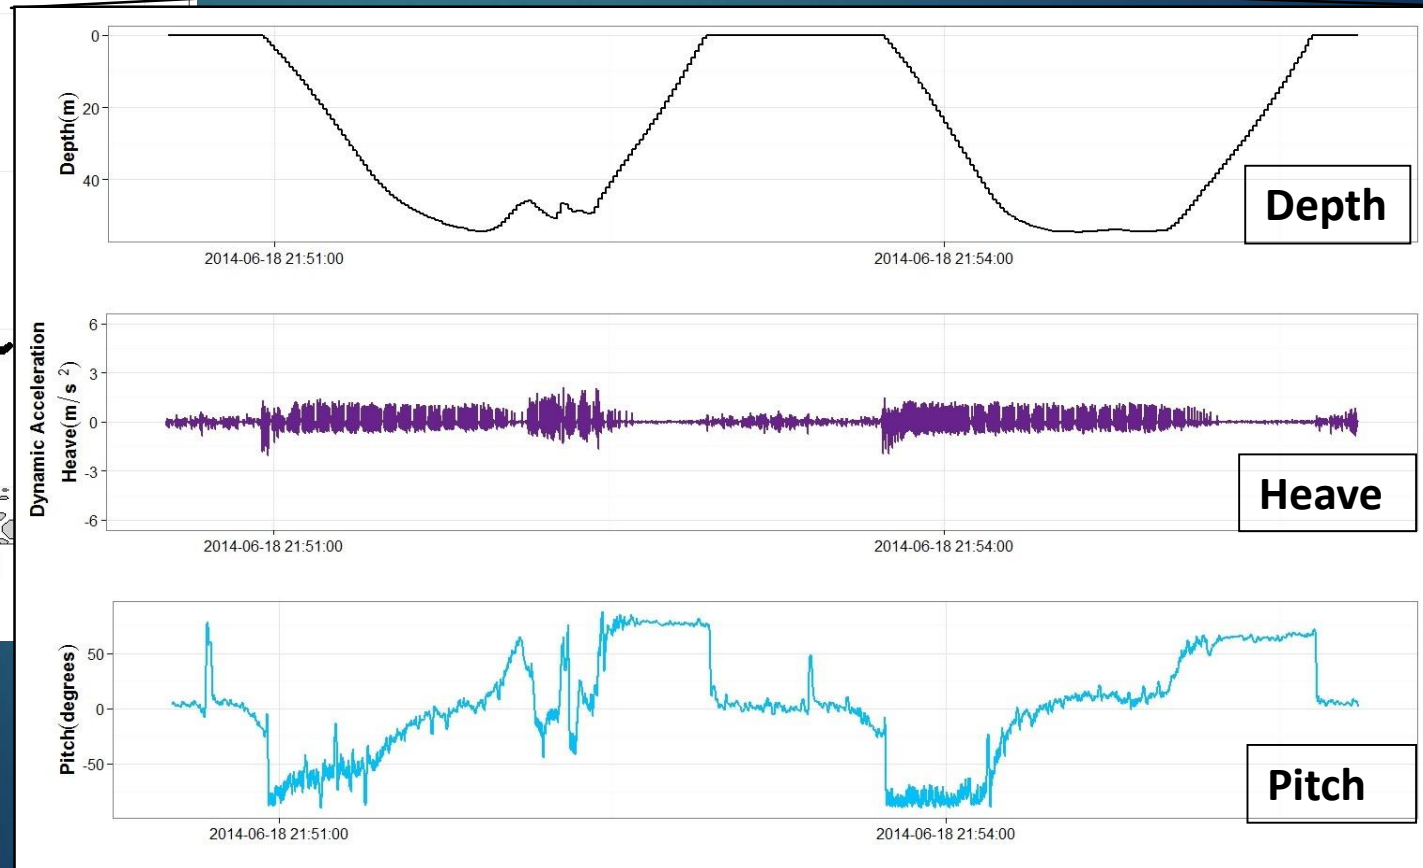 0
20
40
Depth(m)
2014-06-18 21:51:00
2014-06-18 21:54:00
Depth
6
3
0
-3
-6
Dynamic Acceleration
Heave(m/s ²)
2014-06-18 21:51:00
2014-06-18 21:54:00
Heave
50
0
-50
Pitch(degrees)
2014-06-18 21:51:00
2014-06-18 21:54:00
Pitch